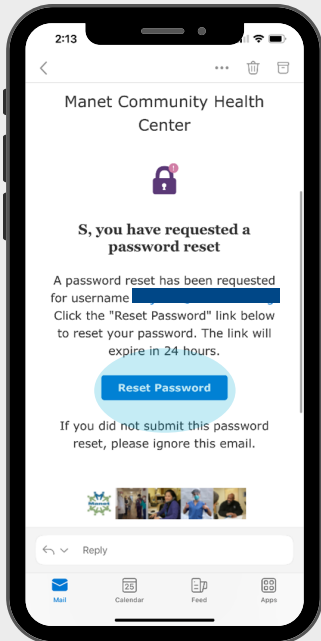 2:13
Manet Community Health
Center
S, you have requested a
password reset
A password reset has been requested
for username
Click the "Reset Password" link below
to reset your password. The link will
expire in 24 hours.
Reset Password
If you did not submit this password
reset, please ignore this email.
Manet
Reply
25
Mail Calendar Feed Apps